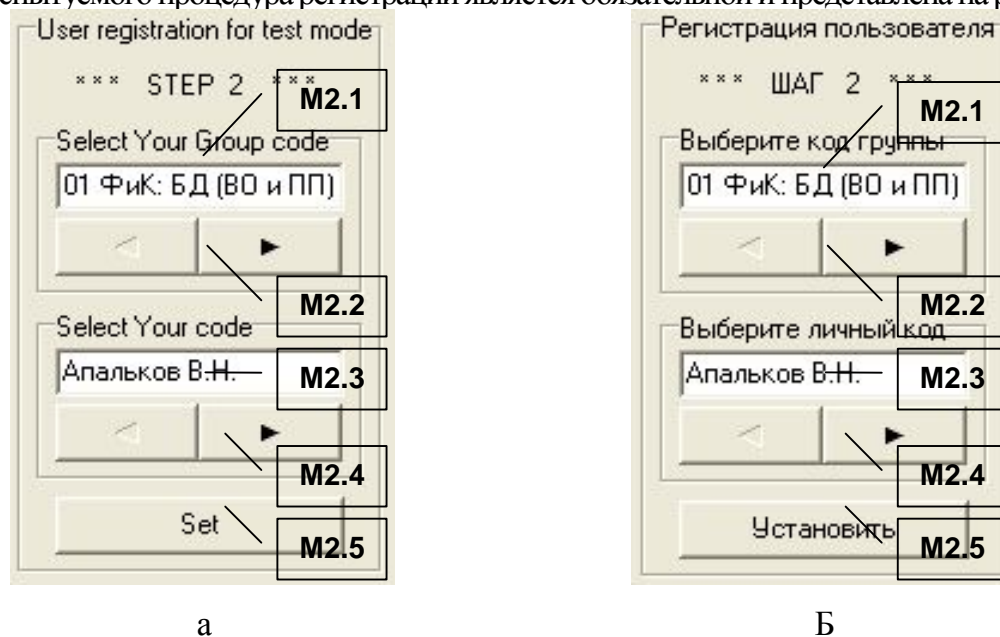 процедура регистрации является обязательной и представлена на
User registration for test mode
*** STEP 2 ***
M2.1
Select Your Group code
01 ФиК: БД (ВО и ПП)
M2.2
Select Your code
Апальков В.Н.
M2.3
M2.4
Set
M2.5
а
Регистрация пользователя
*** ШАГ 2 ***
M2.1
Выберите код группы
01 ФиК: БД (ВО и ПП)
M2.2
Выберите личный код
Апальков В.Н.
M2.3
M2.4
Установить
M2.5
Б